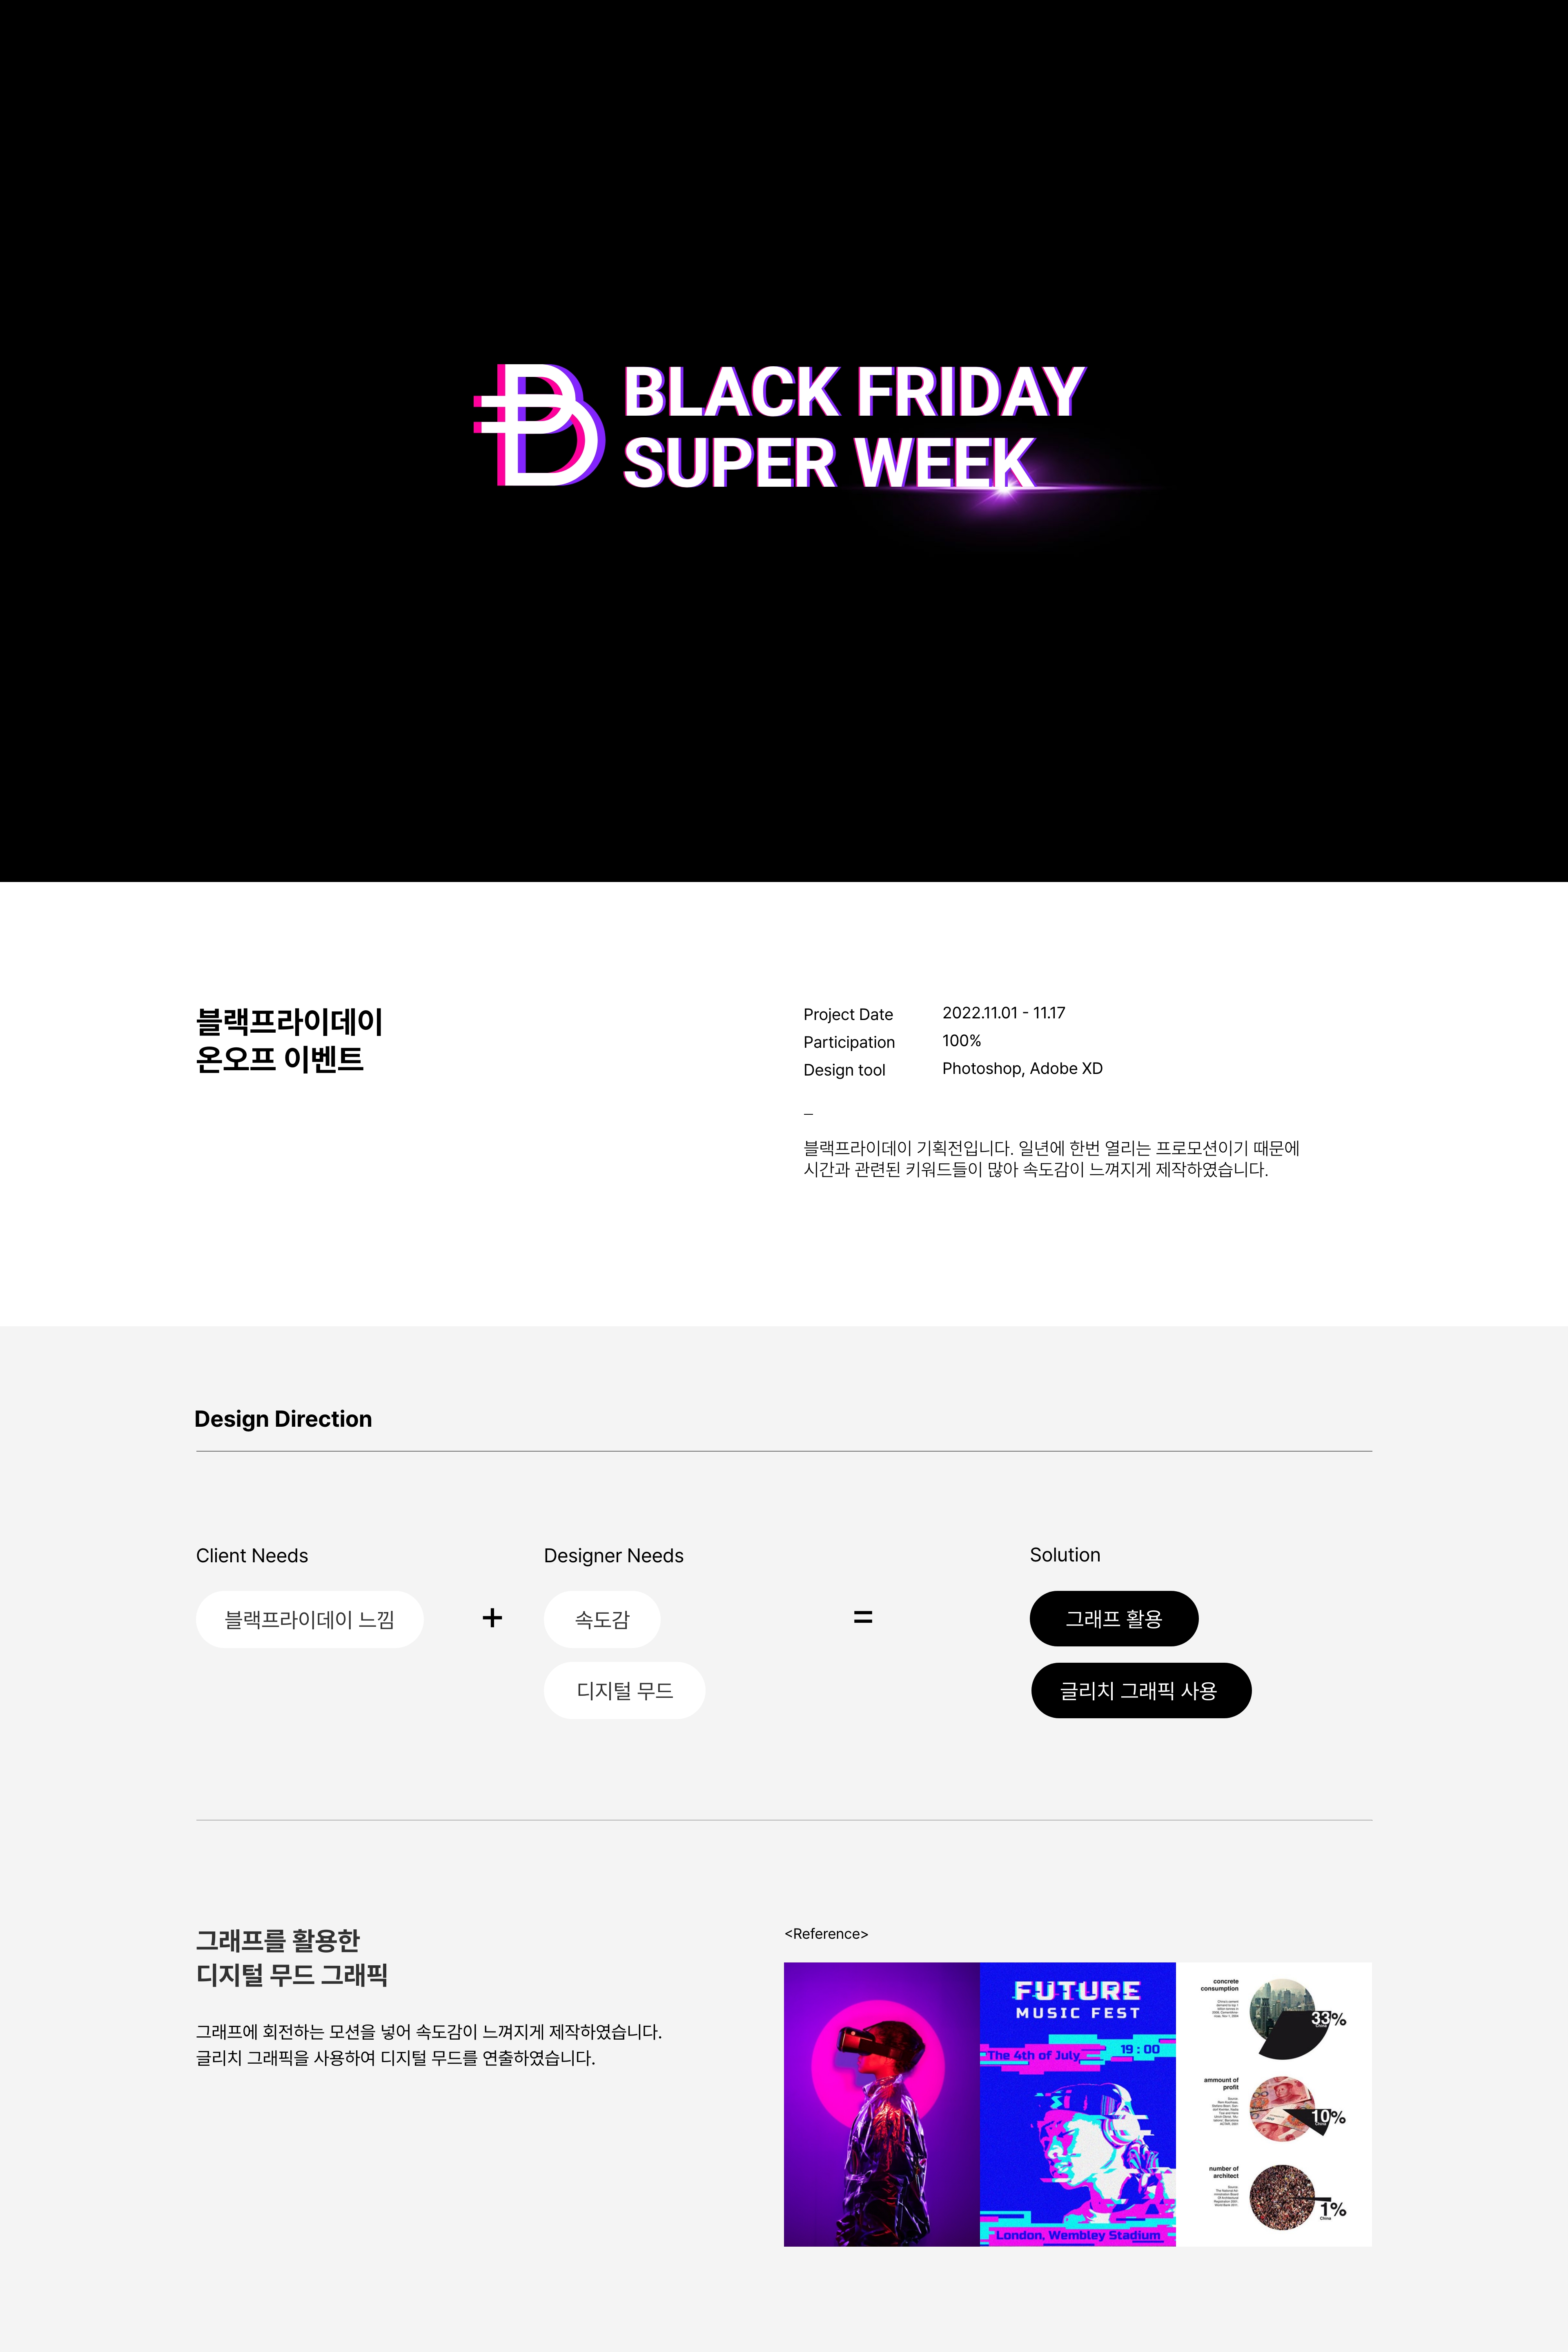 BLACK FRIDAY
SUPER WEEK
블랙프라이데이
온오프 이벤트
Project Date 2022.11.01 - 11.17
Participation 100%
Design tool Photoshop, Adobe XD
–
블랙프라이데이 기획전입니다. 일년에 한번 열리는 프로모션이기 때문에
시간과 관련된 키워드들이 많아 속도감이 느껴지게 제작하였습니다.
Design Direction
Client Needs
블랙프라이데이 느낌
+
Designer Needs
속도감
디지털 무드
=
Solution
그래프 활용
글리치 그래픽 사용
그래프를 활용한
디지털 무드 그래픽
그래프에 회전하는 모션을 넣어 속도감이 느껴지게 제작하였습니다.
글리치 그래픽을 사용하여 디지털 무드를 연출하였습니다.
<Reference>
FUTURE
MUSIC FEST
The 4th of July
19 : 00
London, Wembley Stadium
concrete
consumption
33%
ammount of
profit
10%
number of
architect
1%
China